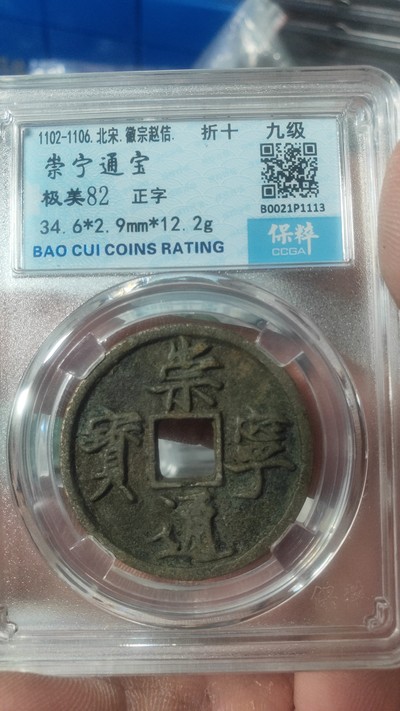 1102-1106.北宋.徽宗赵佶. 折十 九级
崇宁通宝
极美82 正字
34.6*2.9mm*12.2g
BAO CUI COINS RATING
B0021P1113
保粹
CCGA
崇
寧
通
寳